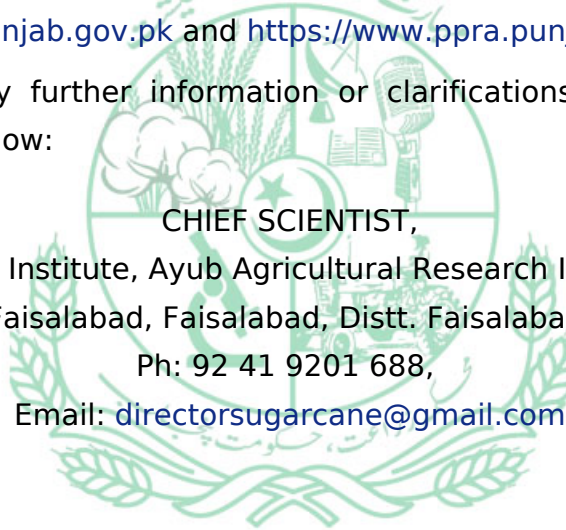 njab.gov.pk and https://www.ppra.pun
y further information or clarifications
low:
CHIEF SCIENTIST,
Institute, Ayub Agricultural Research I
Faisalabad, Faisalabad, Distt. Faisalaba
Ph: 92 41 9201 688,
Email: directorsugarcane@gmail.com